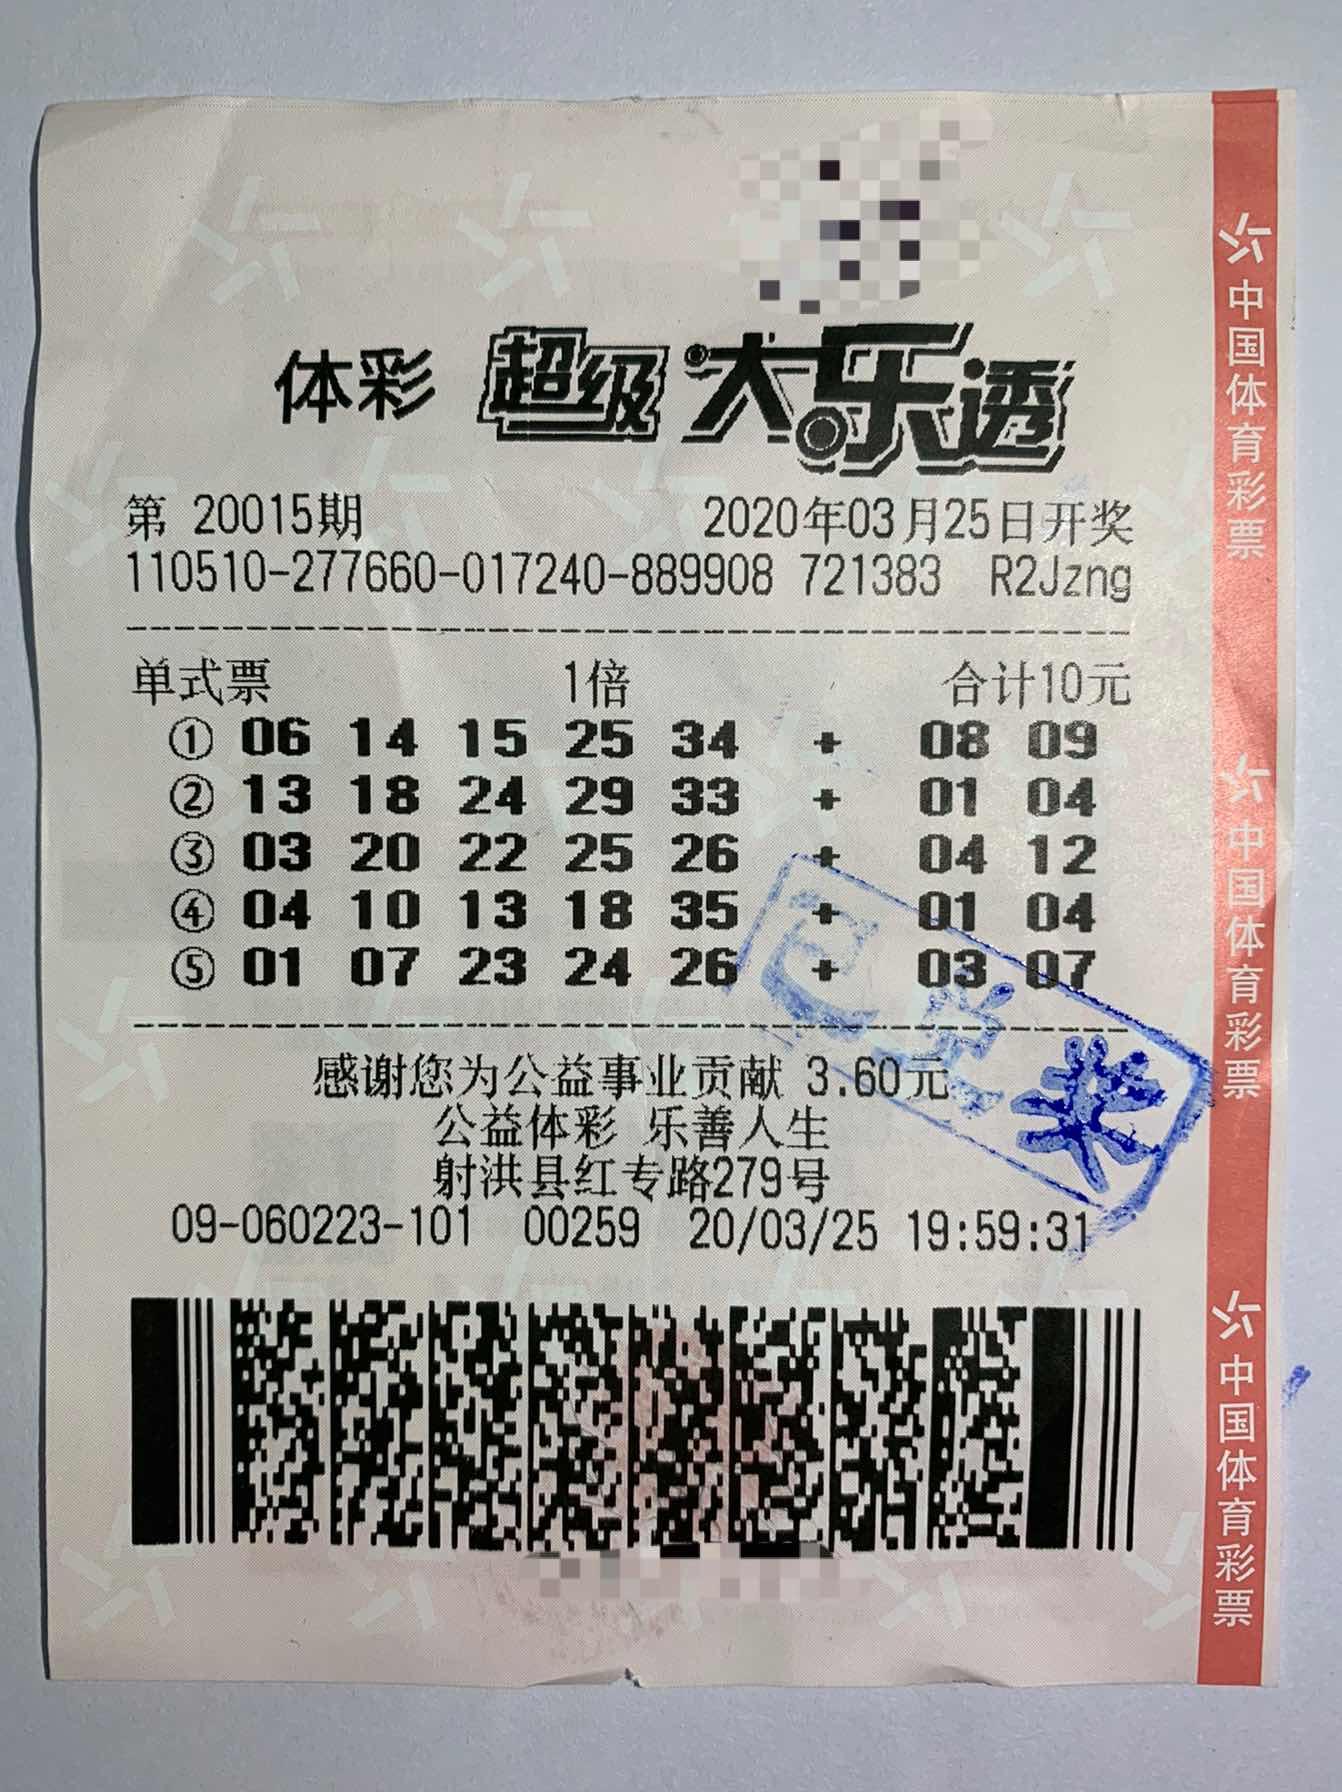 体彩 超级大乐透
第 20015期 2020年03月25日开奖
110510-277660-017240-889908 721383 R2Jzng
单式票 1倍 合计10元
① 06 14 15 25 34 + 08 09
② 13 18 24 29 33 + 01 04
③ 03 20 22 25 26 + 04 12
④ 04 10 13 18 35 + 01 04
⑤ 01 07 23 24 26 + 03 07
已兑奖
感谢您为公益事业贡献 3.60元
公益体彩 乐善人生
射洪县红专路279号
09-060223-101 00259 20/03/25 19:59:31
中国体育彩票
中国体育彩票
中国体育彩票